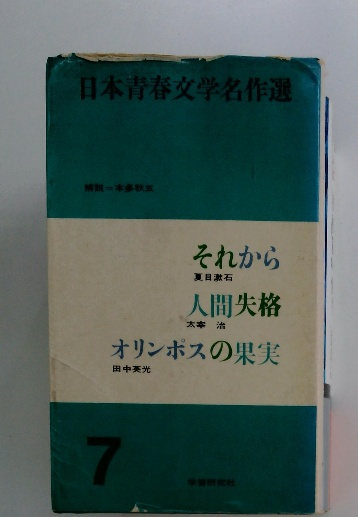 日本青春文学名作選
解説=本多秋五
それから
夏目漱石
人間失格
太宰 治
オリンポスの果実
田中英光
7
学習研究社